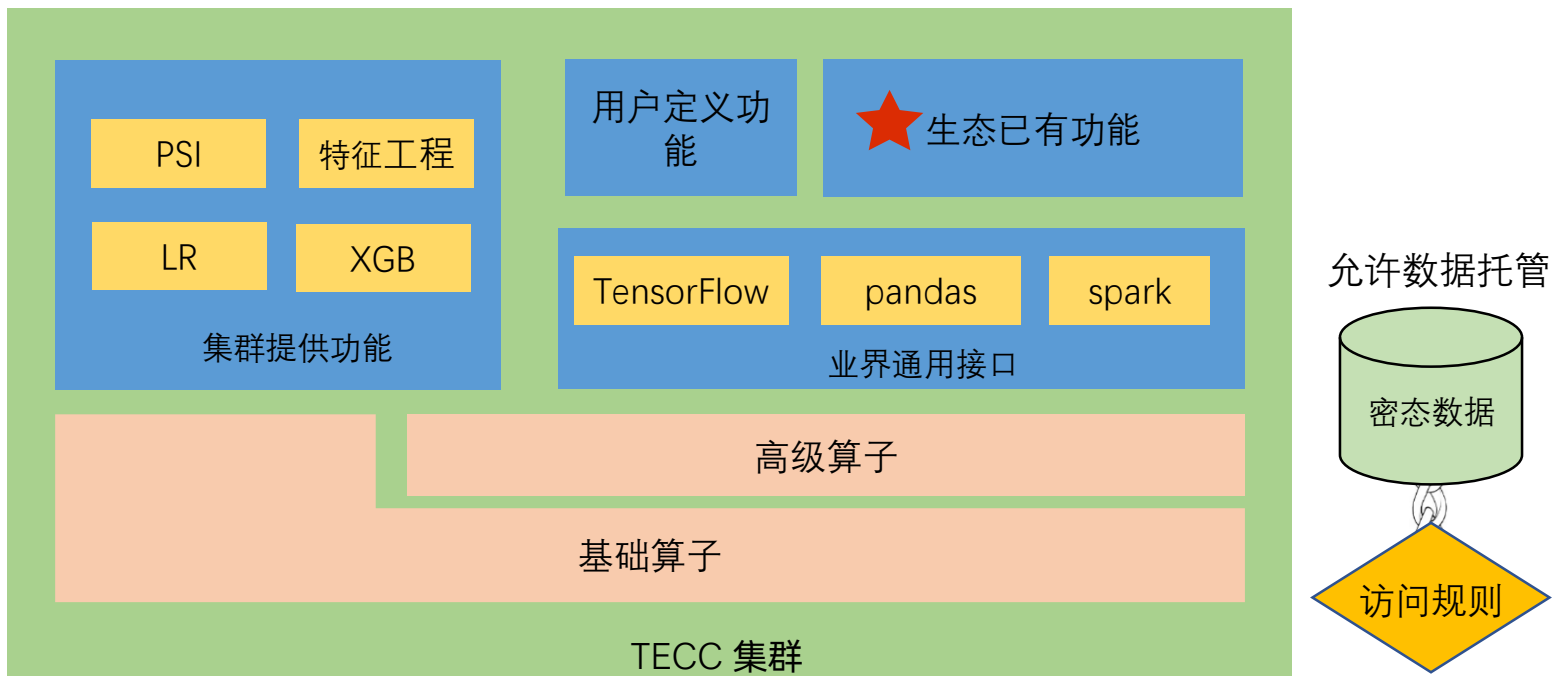 PSI
特征工程
LR
XGB
集群提供功能
用户定义功
能
生态已有功能
TensorFlow
pandas
spark
业界通用接口
高级算子
基础算子
TECC 集群
允许数据托管
密态数据
访问规则